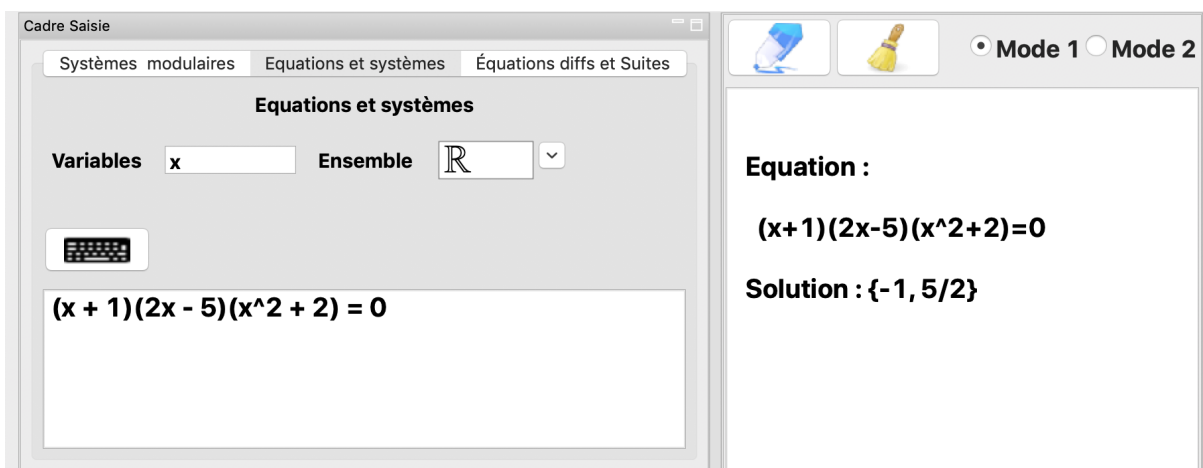 Cadre Saisie
Systèmes modulaires Equations et systèmes Équations diffs et Suites
Equations et systèmes
Variables x Ensemble ℝ
(x + 1)(2x - 5)(x^2 + 2) = 0
Mode 1 Mode 2
Equation :
(x+1)(2x-5)(x^2+2)=0
Solution : {-1, 5/2}